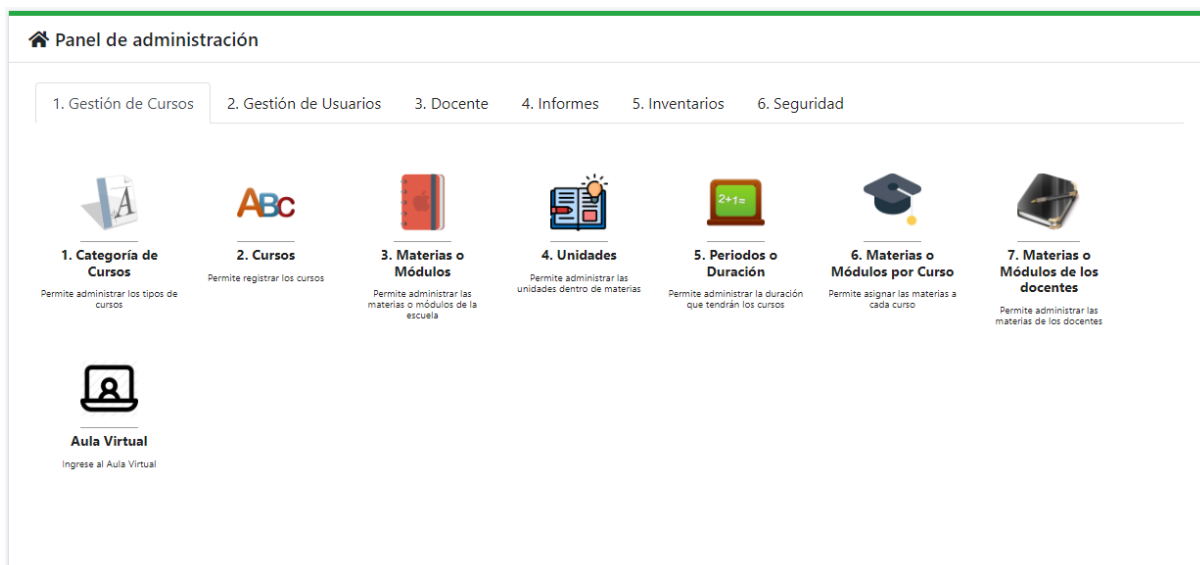 Panel de administración
1. Gestión de Cursos
2. Gestión de Usuarios
3. Docente
4. Informes
5. Inventarios
6. Seguridad
A
ABC
2+1=
1. Categoría de
Cursos
Permite administrar los tipos de
cursos
2. Cursos
Permite registrar los cursos
3. Materias o
Módulos
Permite administrar las
materias o módulos de la
escuela
4. Unidades
Permite administrar las
unidades dentro de materias
5. Periodos o
Duración
Permite administrar la duración
que tendrán los cursos
6. Materias o
Módulos por Curso
Permite asignar las materias a
cada curso
7. Materias o
Módulos de los
docentes
Permite administrar las
materias de los docentes
Aula Virtual
Ingrese al Aula Virtual